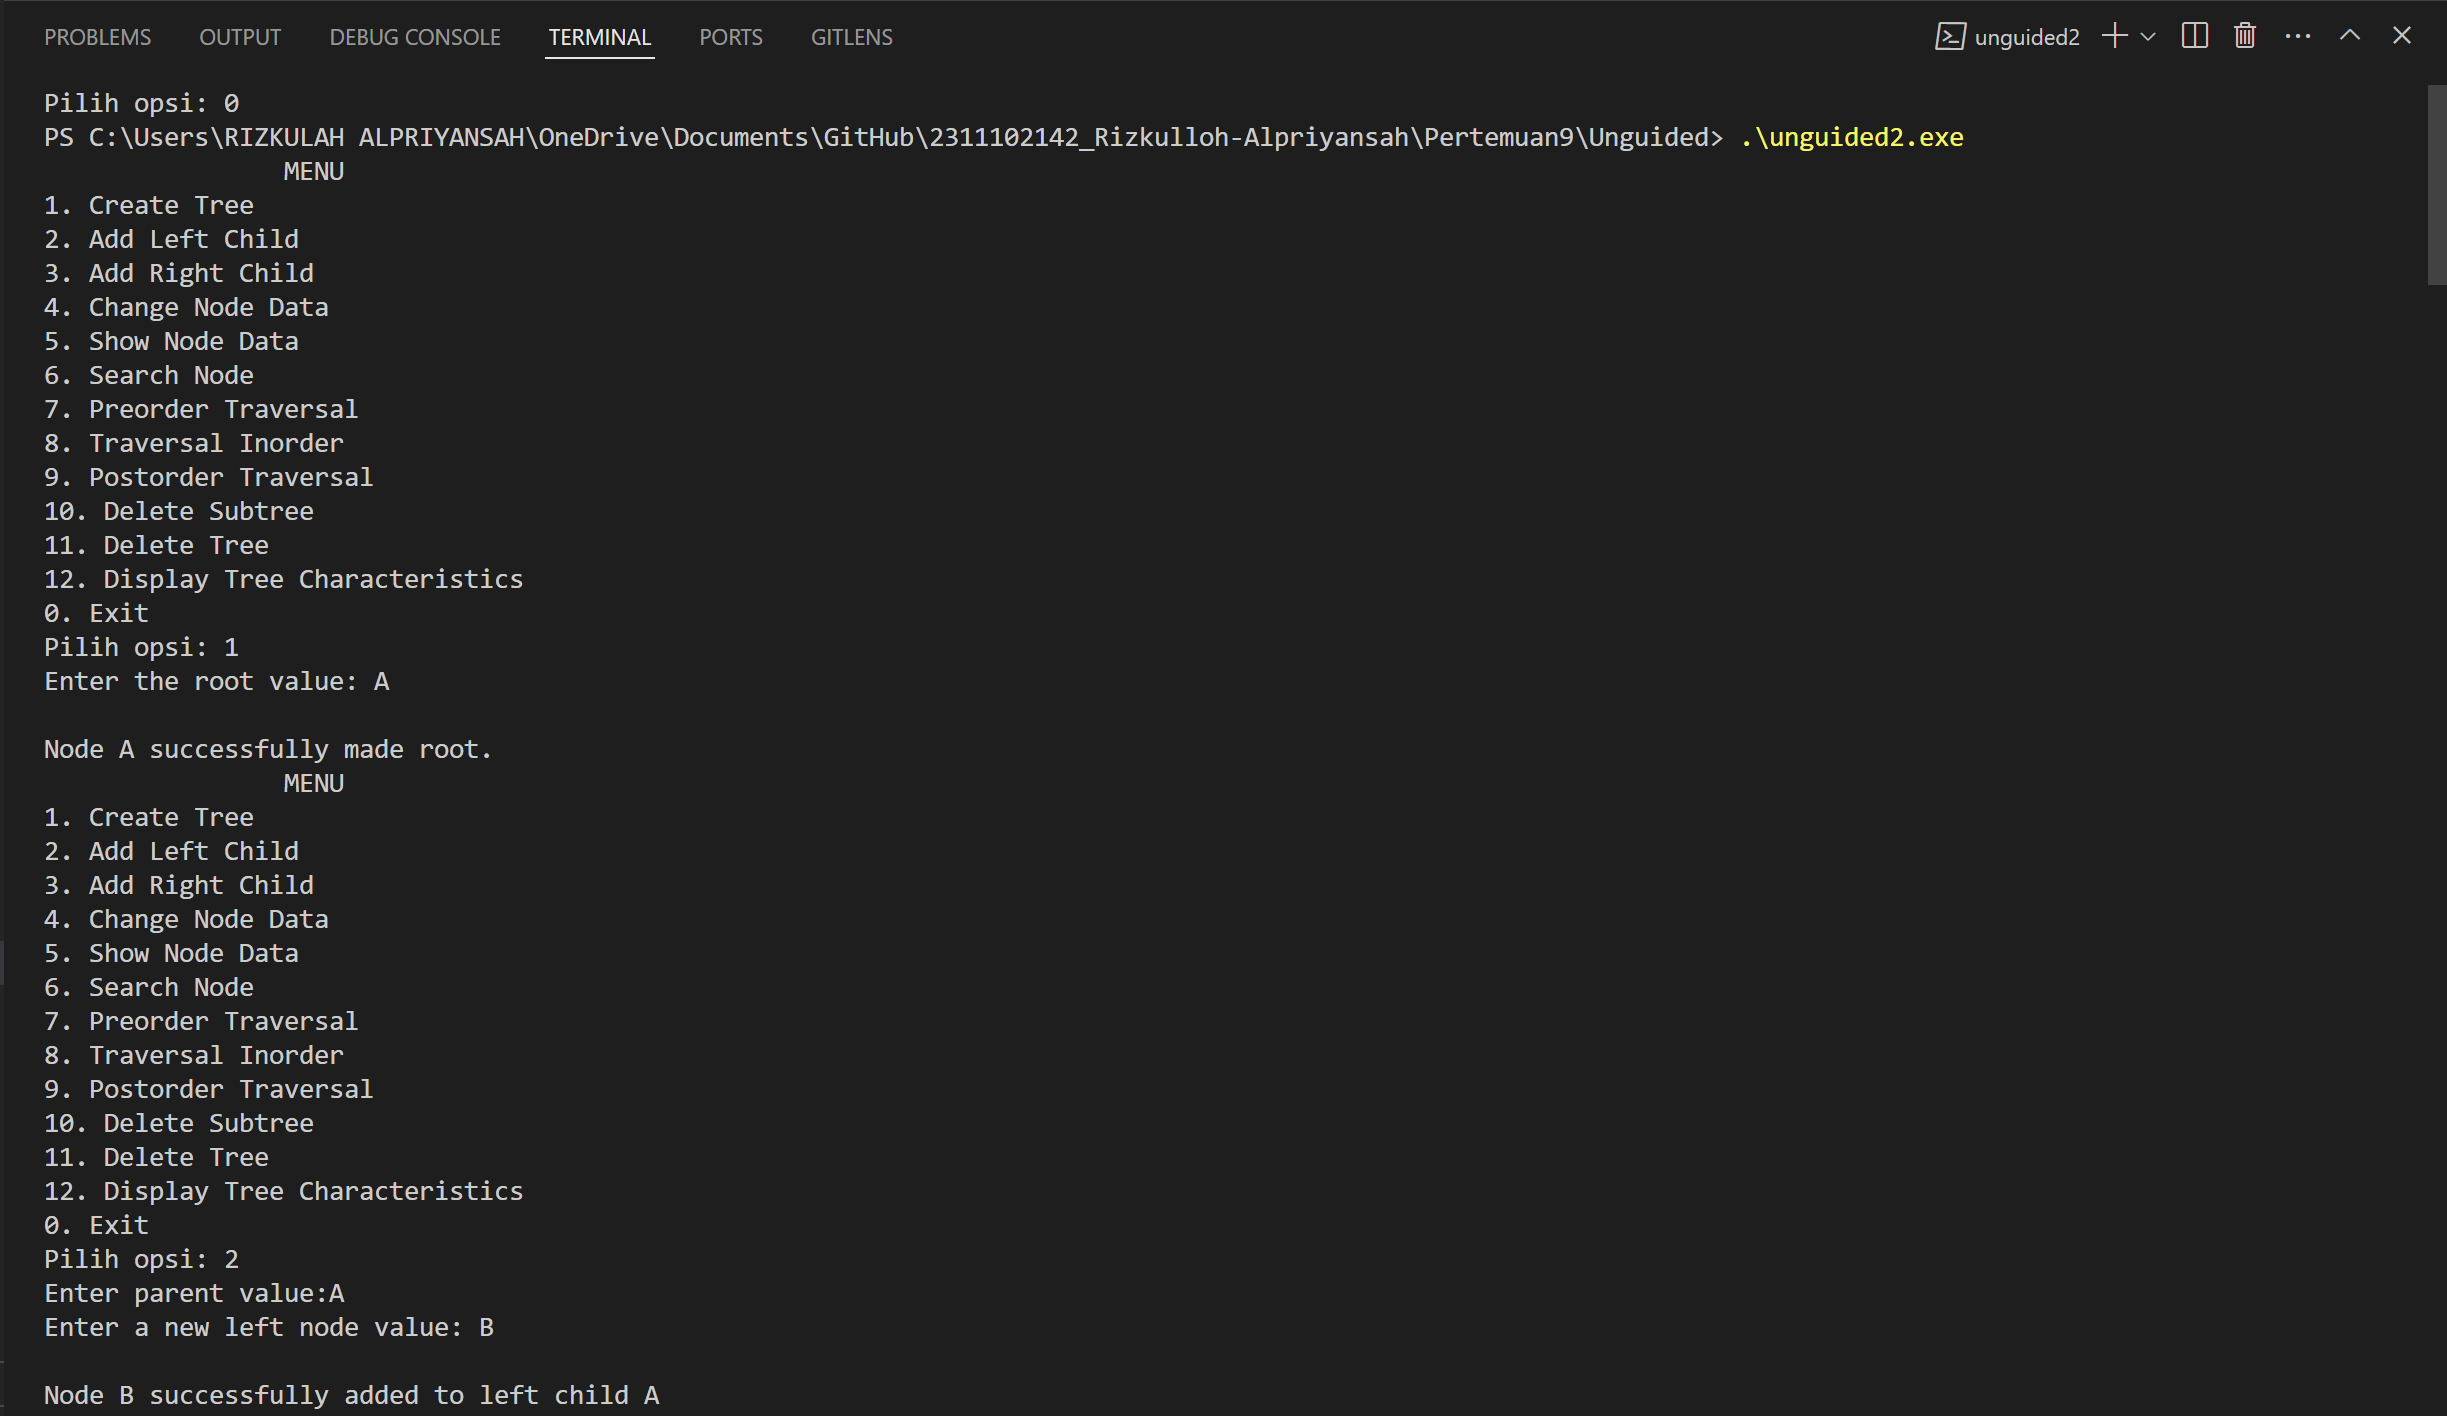 PROBLEMS OUTPUT DEBUG CONSOLE TERMINAL PORTS GITLENS unguided2
Pilih opsi: 0
PS C:\Users\RIZKULAH ALPRIYANSAH\OneDrive\Documents\GitHub\2311102142_Rizkulloh-Alpriyansah\Pertemuan9\Unguided> .\unguided2.exe
MENU
1. Create Tree
2. Add Left Child
3. Add Right Child
4. Change Node Data
5. Show Node Data
6. Search Node
7. Preorder Traversal
8. Traversal Inorder
9. Postorder Traversal
10. Delete Subtree
11. Delete Tree
12. Display Tree Characteristics
0. Exit
Pilih opsi: 1
Enter the root value: A
Node A successfully made root.
MENU
1. Create Tree
2. Add Left Child
3. Add Right Child
4. Change Node Data
5. Show Node Data
6. Search Node
7. Preorder Traversal
8. Traversal Inorder
9. Postorder Traversal
10. Delete Subtree
11. Delete Tree
12. Display Tree Characteristics
0. Exit
Pilih opsi: 2
Enter parent value:A
Enter a new left node value: B
Node B successfully added to left child A